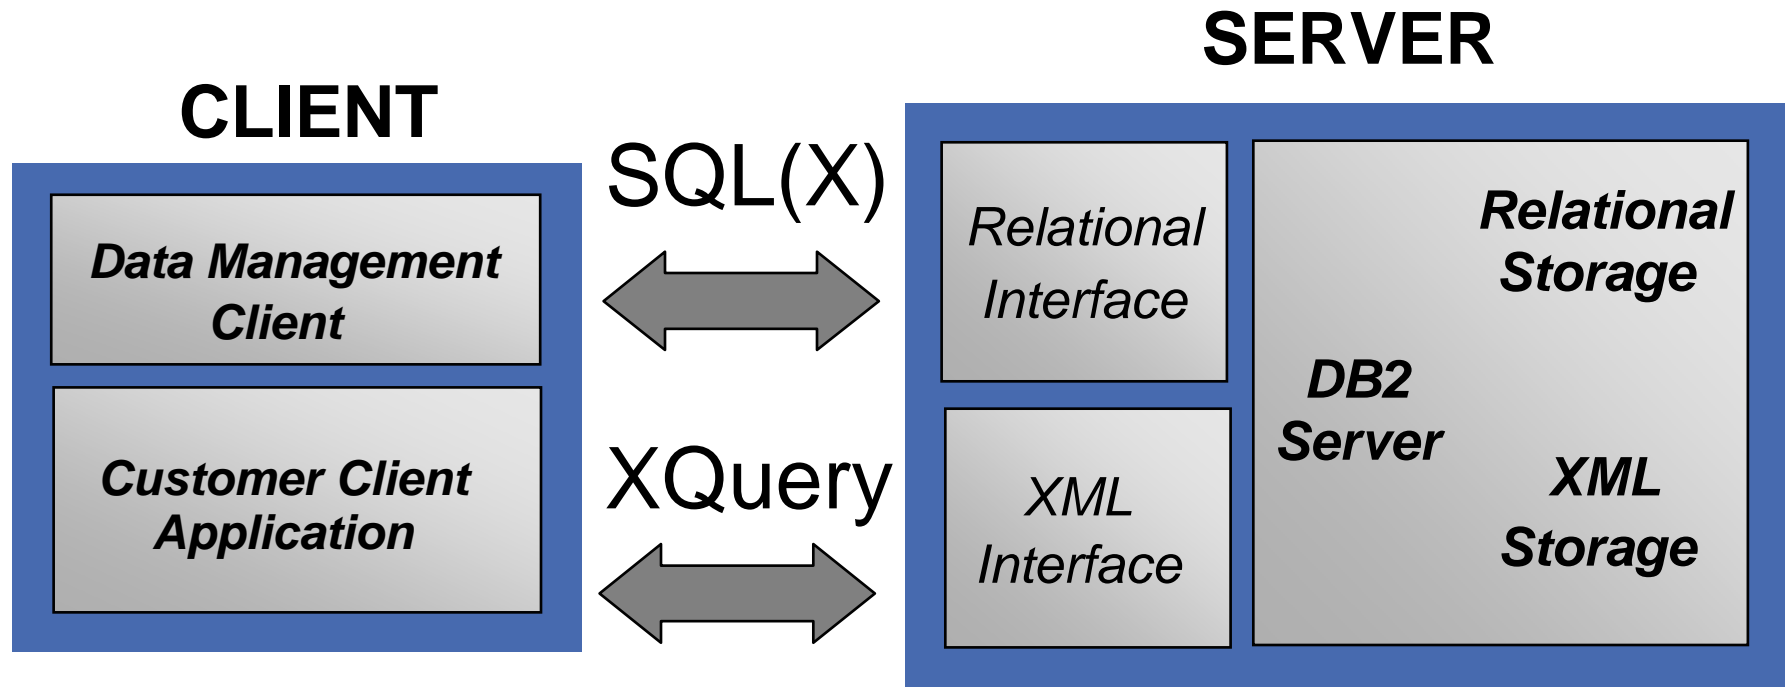 CLIENT
Data Management
Client
Customer Client
Application
SQL(X)
XQuery
SERVER
Relational
Interface
XML
Interface
DB2
Server
Relational
Storage
XML
Storage